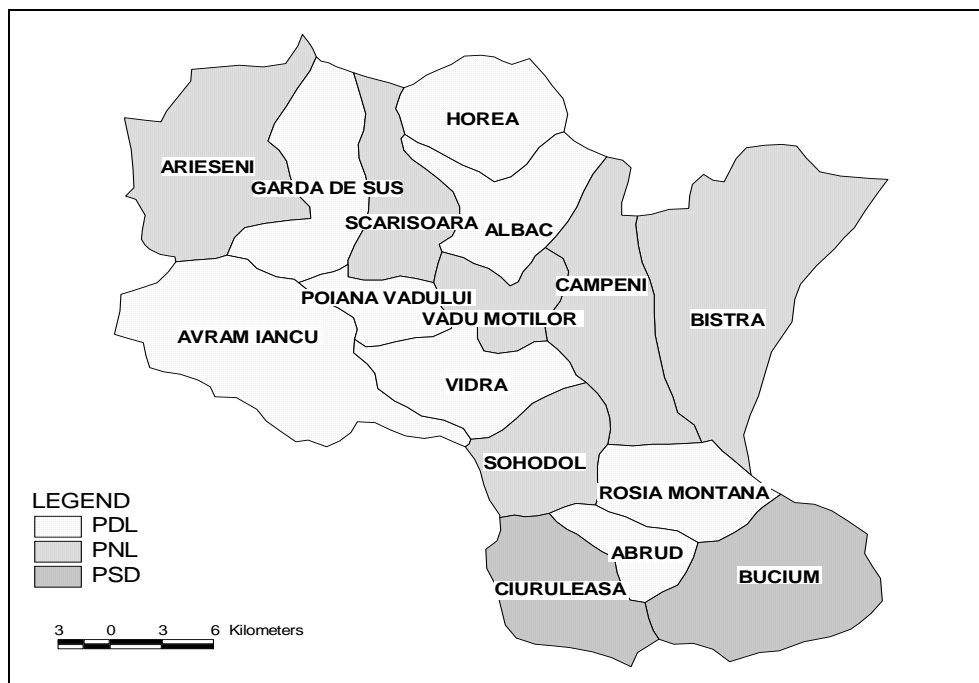 HOREA
ARIESENI
GARDA DE SUS
SCARISOARA
ALBAC
CAMPENI
POIANA VADULUI
VADU MOTILOR
BISTRA
AVRAM IANCU
VIDRA
SOHODOL
ROSIA MONTANA
ABRUD
BUCIUM
CIURULEASA
LEGEND
PDL
PNL
PSD
3 0 3 6 Kilometers